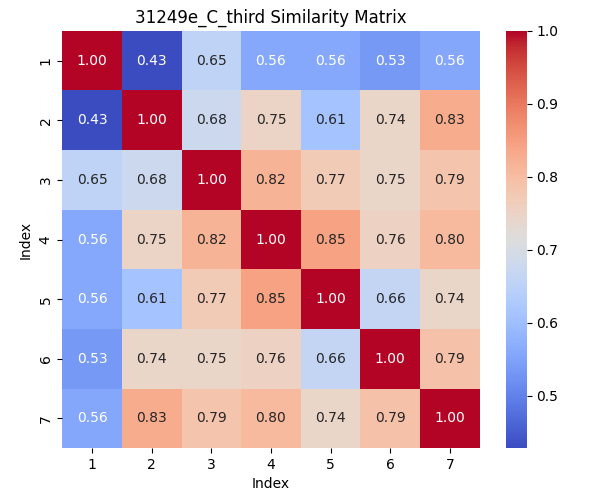 31249e_C_third Similarity Matrix
1 1.00 0.43 0.65 0.56 0.56 0.53 0.56
2 0.43 1.00 0.68 0.75 0.61 0.74 0.83
3 0.65 0.68 1.00 0.82 0.77 0.75 0.79
4 0.56 0.75 0.82 1.00 0.85 0.76 0.80
5 0.56 0.61 0.77 0.85 1.00 0.66 0.74
6 0.53 0.74 0.75 0.76 0.66 1.00 0.79
7 0.56 0.83 0.79 0.80 0.74 0.79 1.00
1 2 3 4 5 6 7
Index
Index
1.0
0.9
0.8
0.7
0.6
0.5